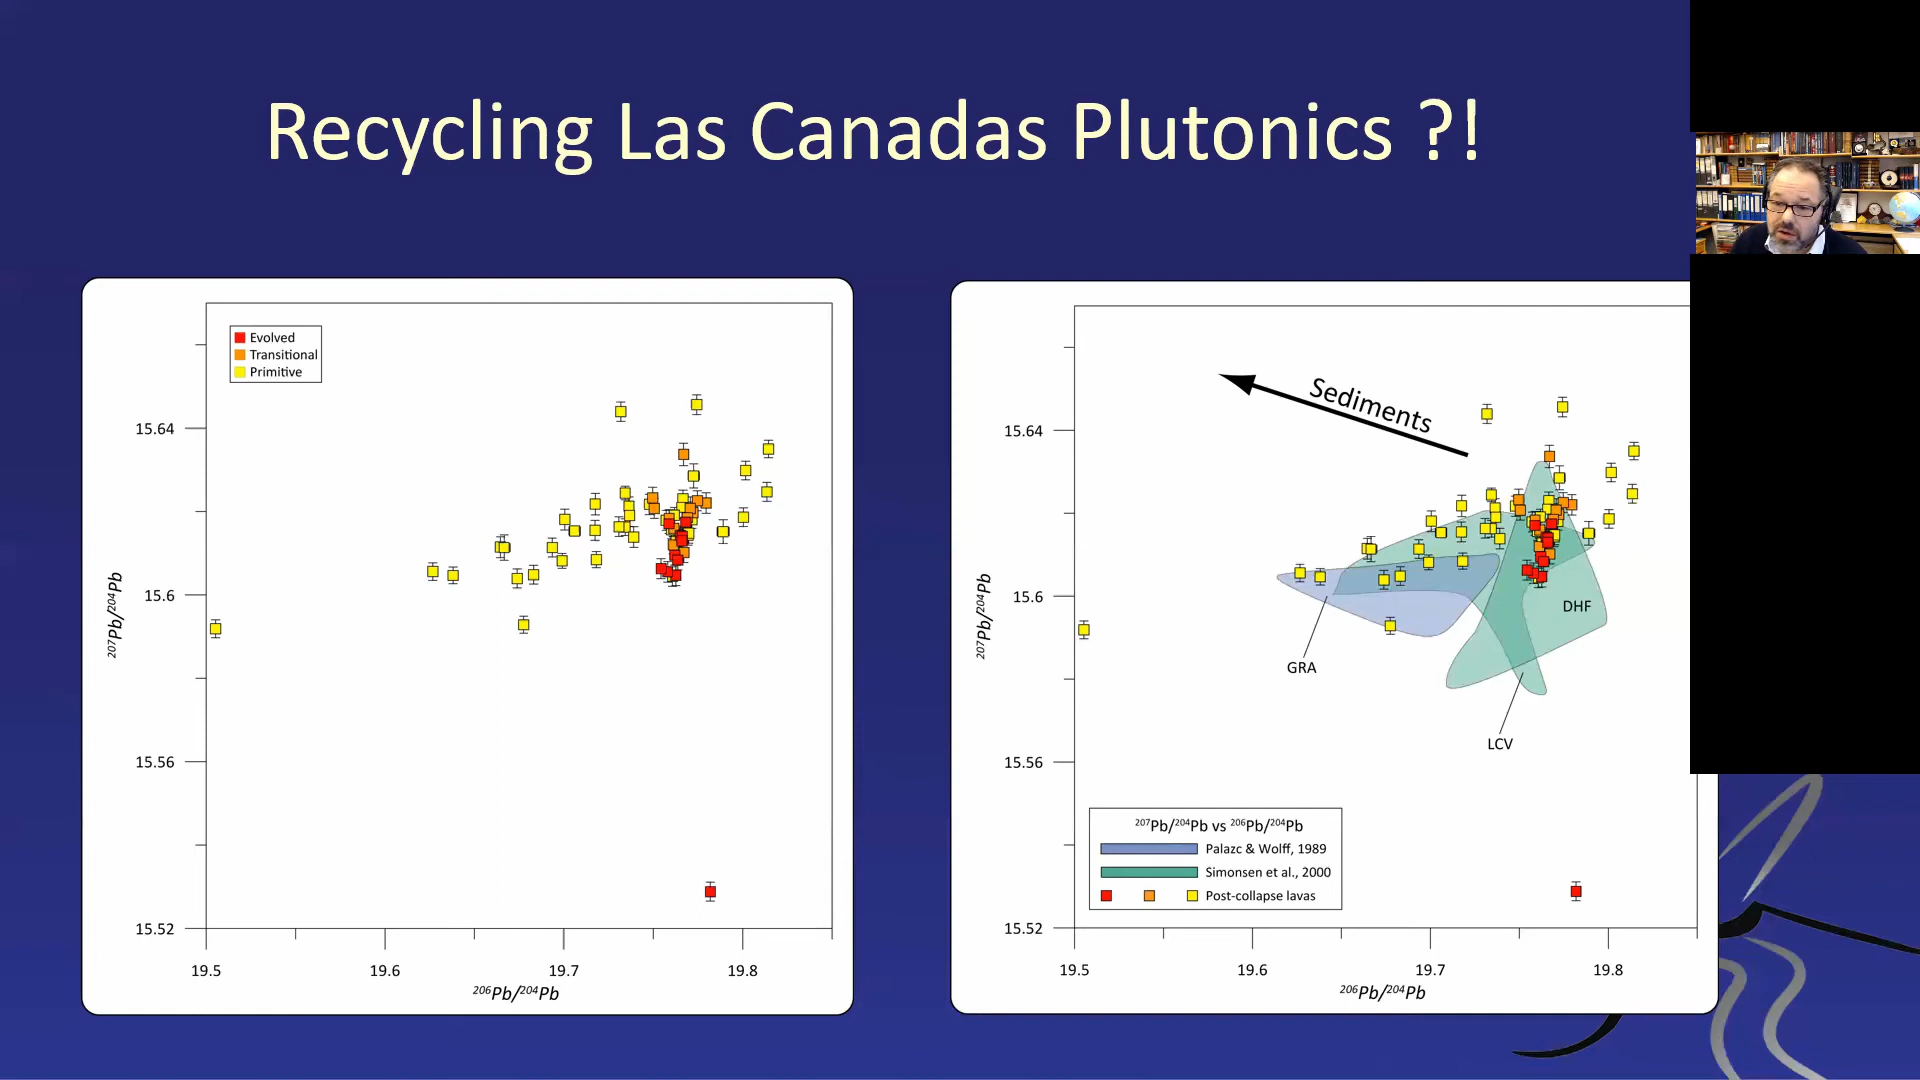 Recycling Las Canadas Plutonics ?!
Evolved
Transitional
Primitive
15.64
15.6
15.56
15.52
207Pb/204Pb
19.5
19.6
19.7
19.8
206Pb/204Pb
Sediments
15.64
15.6
15.56
15.52
207Pb/204Pb
DHF
GRA
LCV
207Pb/204Pb vs 206Pb/204Pb
Palazc & Wolff, 1989
Simonsen et al., 2000
Post-collapse lavas
19.5
19.6
19.7
19.8
206Pb/204Pb